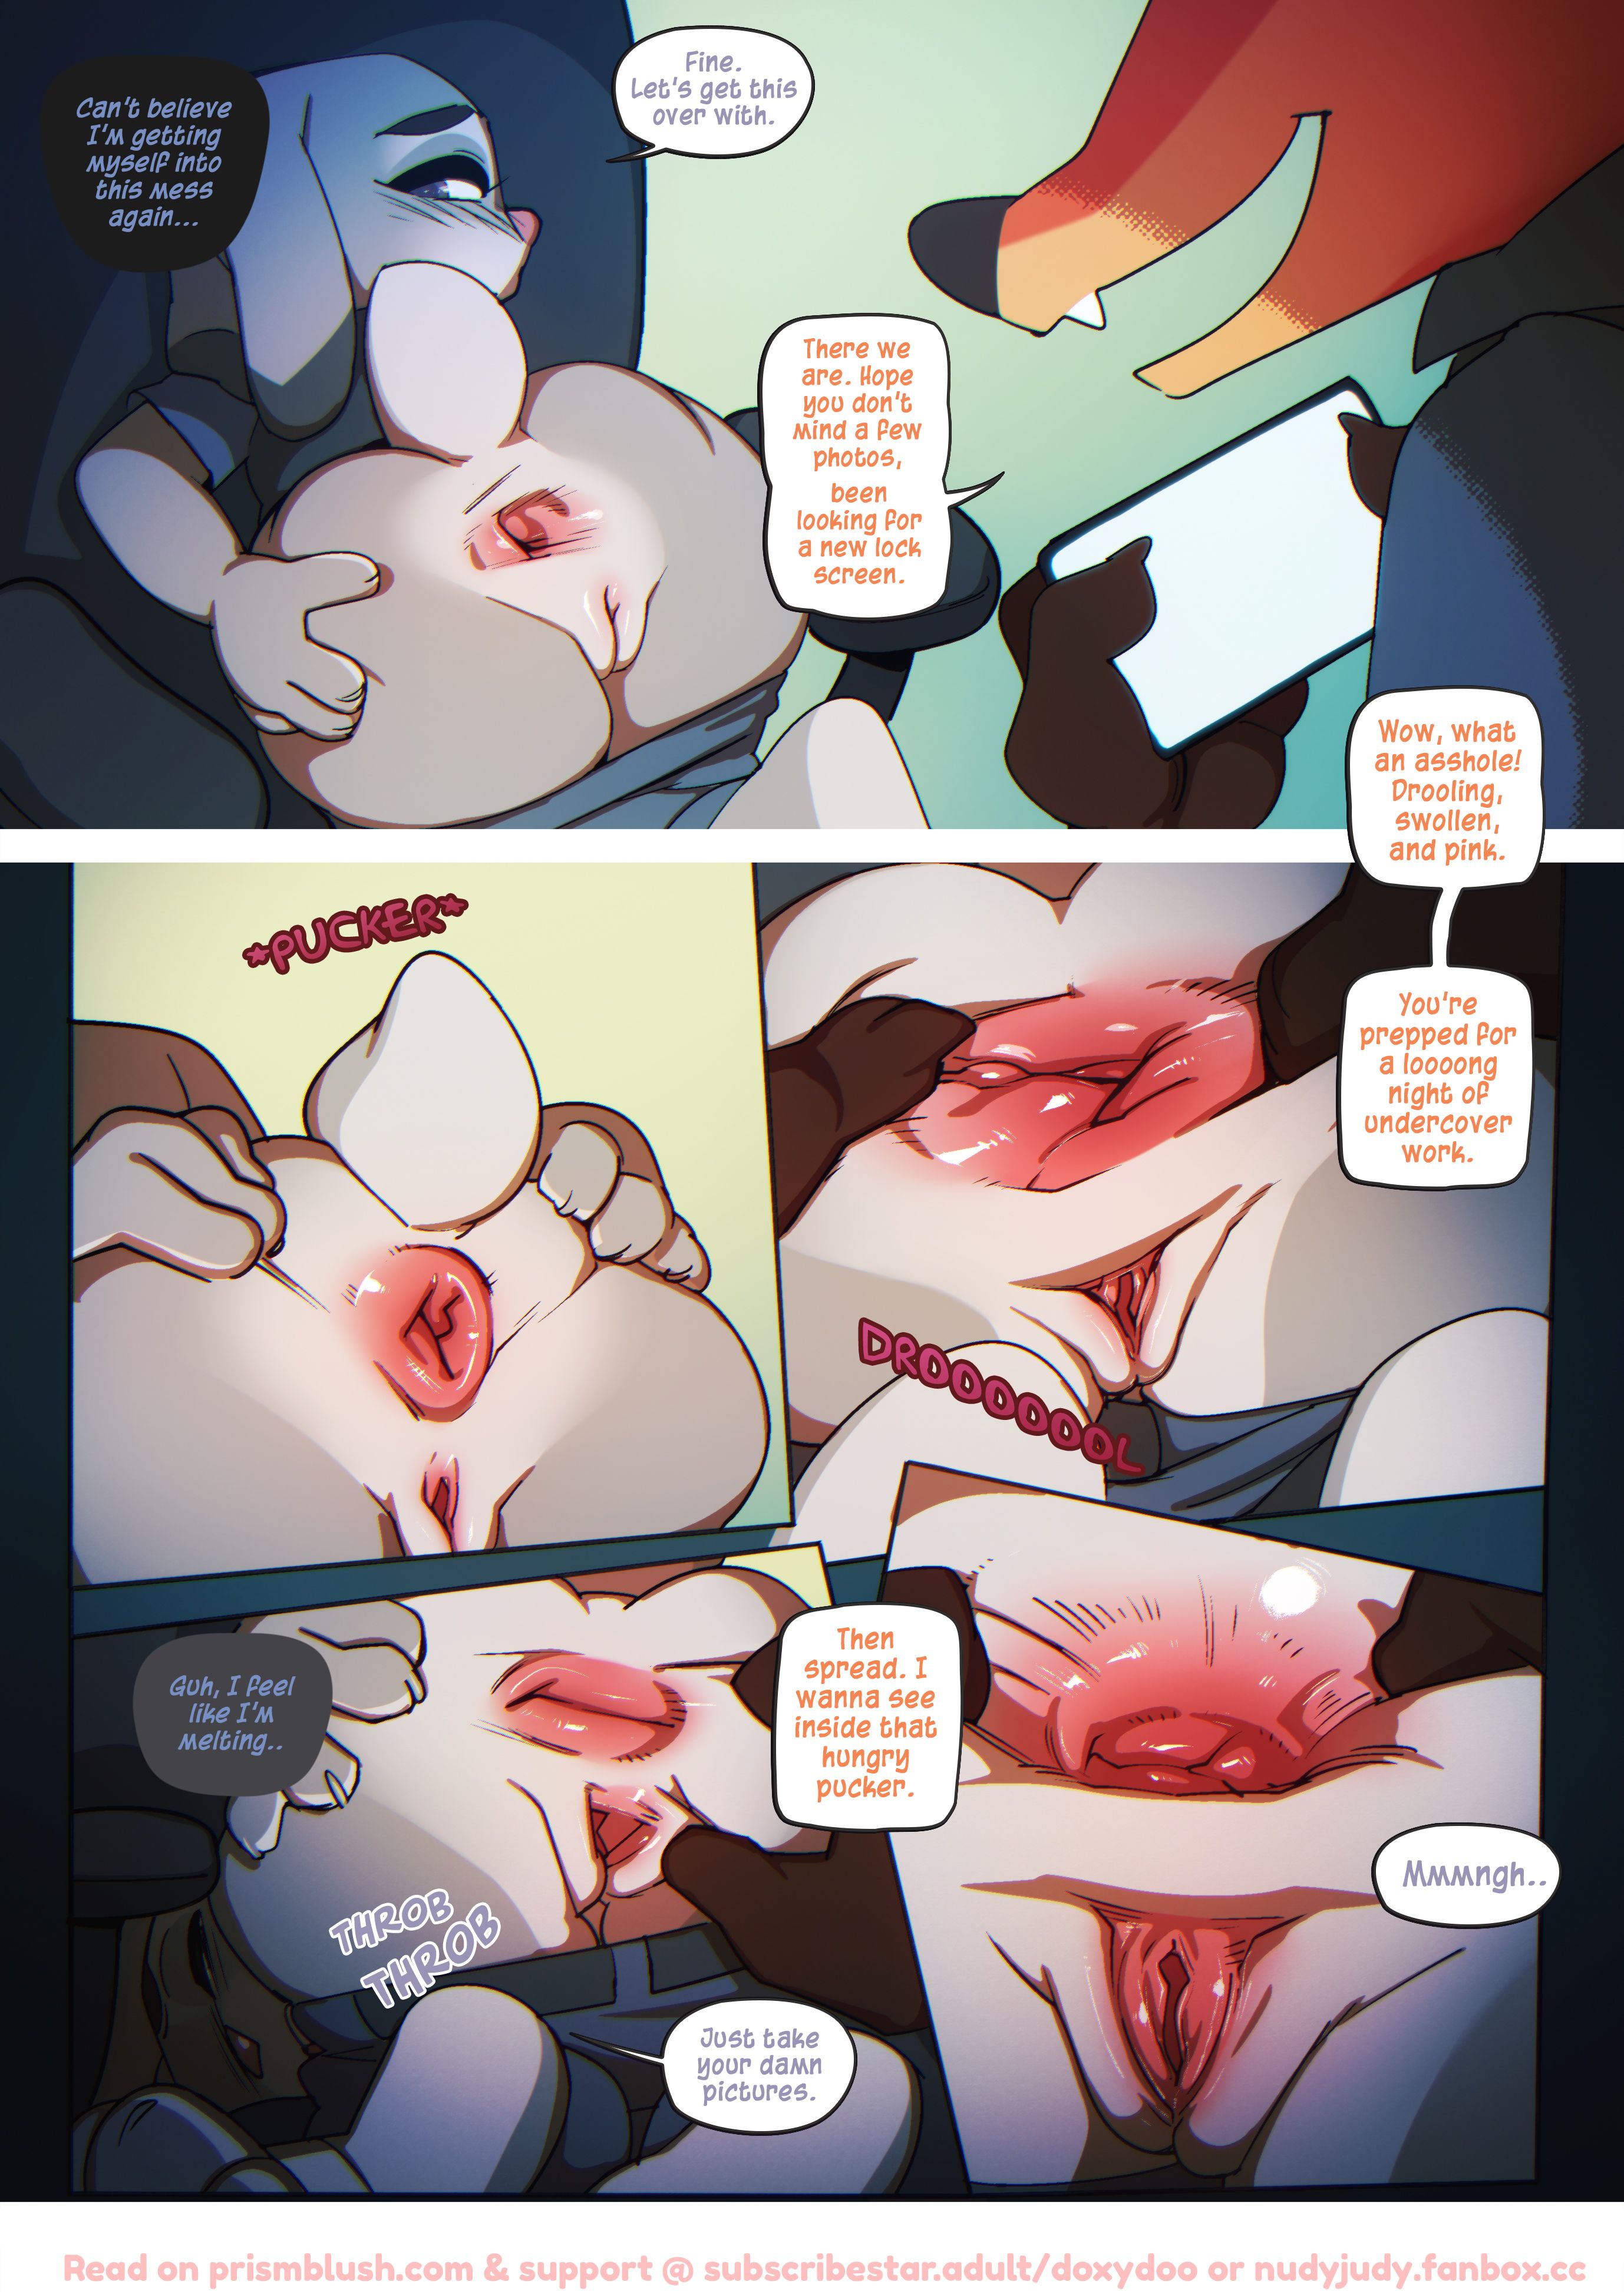 Can't believe
I'm getting
myself into
this mess
again...
Fine.
Let's get this
over with.
There we
are. Hope
you don't
mind a few
photos,
been
looking for
a new lock
screen.
Wow, what
an asshole!
Drooling,
swollen,
and pink.
You're
prepped for
a loooong
night of
undercover
work.
*PUCKER*
DROOOOOOOL
Guh, I feel
like I'm
melting..
Then
spread. I
wanna see
inside that
hungry
pucker.
THROB
THROB
Mmmngh..
Just take
your damn
pictures.
Read on prismblush.com & support @ subscribestar.adult/doxydoo or nudyjudy.fanbox.cc